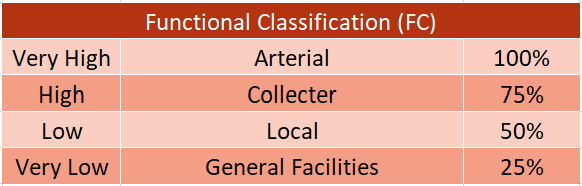 Functional Classification (FC)
Very High Arterial 100%
High Collecter 75%
Low Local 50%
Very Low General Facilities 25%